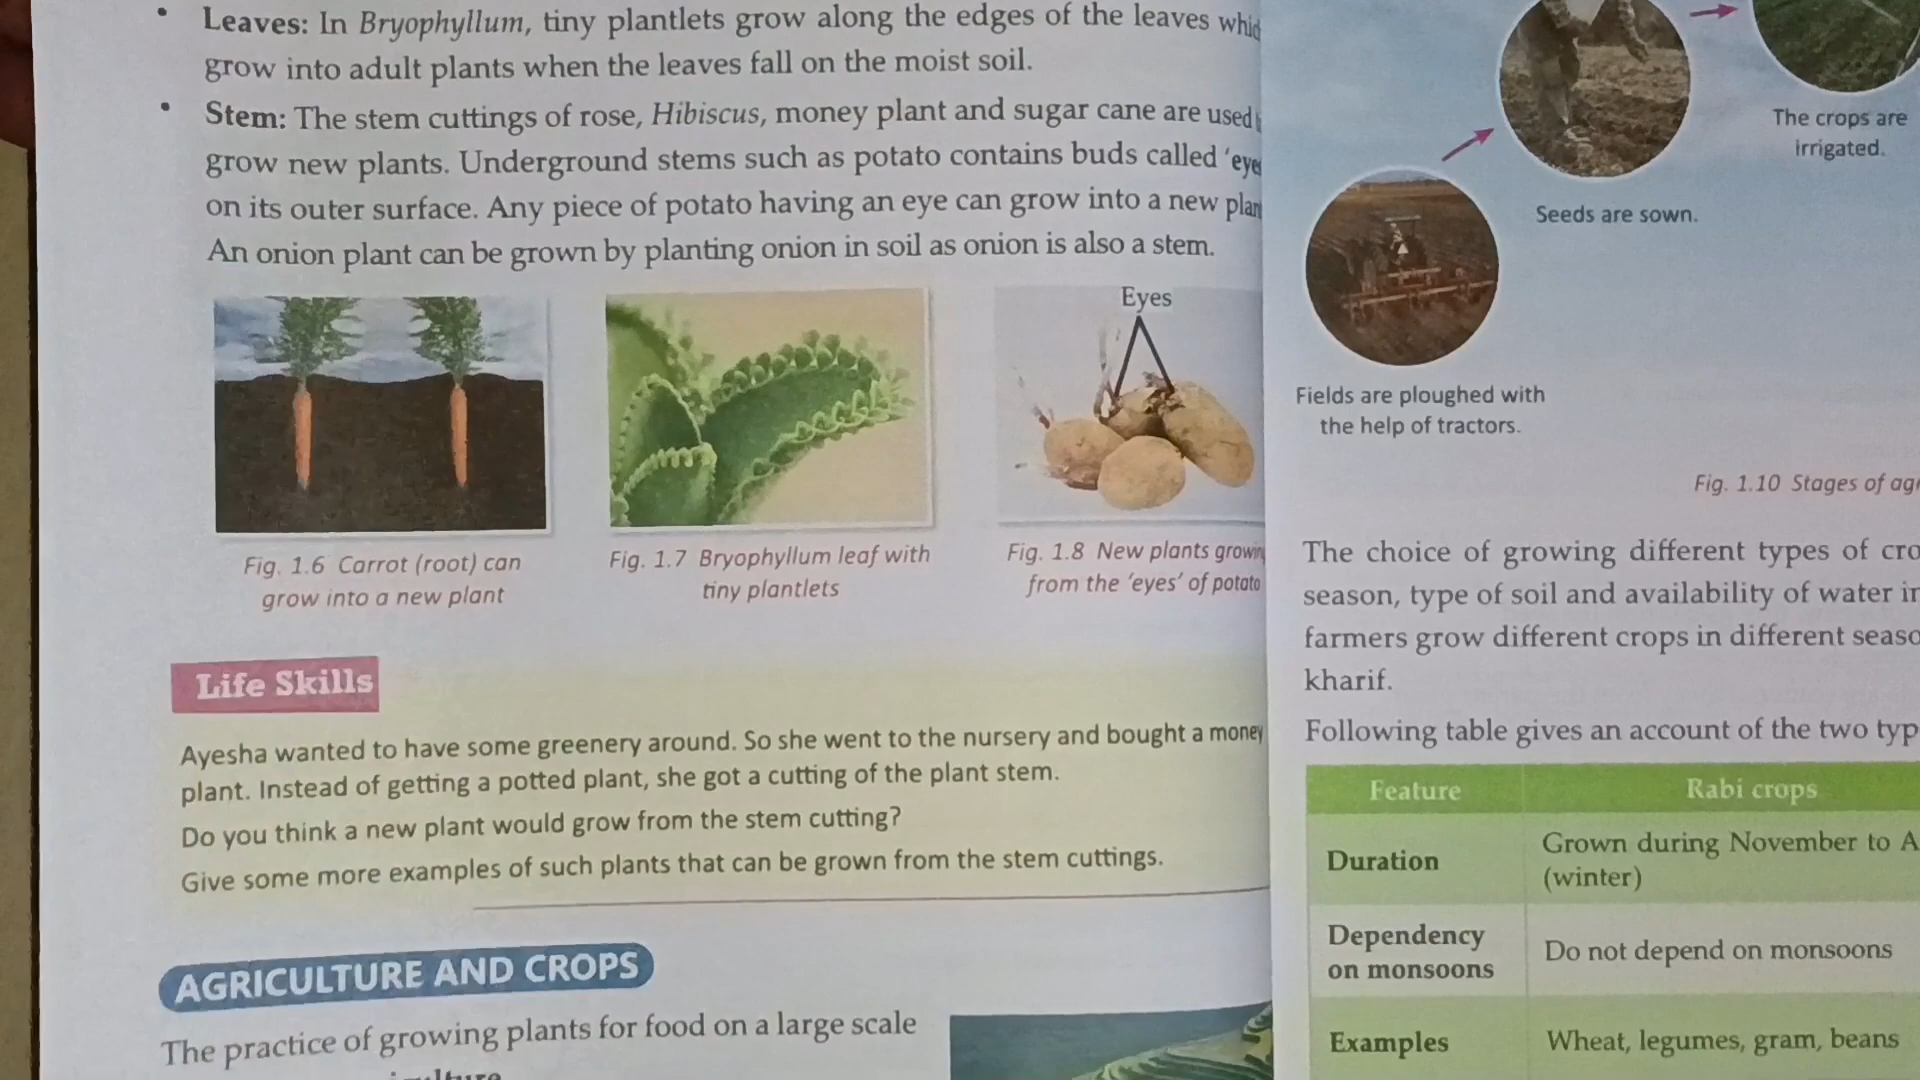 • Leaves: In Bryophyllum, tiny plantlets grow along the edges of the leaves
grow into adult plants when the leaves fall on the moist soil.
• Stem: The stem cuttings of rose, Hibiscus, money plant and sugar cane are used
grow new plants. Underground stems such as potato contains buds called
on its outer surface. Any piece of potato having an eye can grow into a new
An onion plant can be grown by planting onion in soil as onion is also a stem.
Eyes
Fig. 1.6 Carrot (root) can
grow into a new plant
Fig. 1.7 Bryophyllum leaf with
tiny plantlets
Fig. 1.8 New plants
from the 'eyes' of potato
Life Skills
Ayesha wanted to have some greenery around. So she went to the nursery and bought a money
plant. Instead of getting a potted plant, she got a cutting of the plant stem.
Do you think a new plant would grow from the stem cutting?
Give some more examples of such plants that can be grown from the stem cuttings.
AGRICULTURE AND CROPS
The practice of growing plants for food on a large scale
The crops are
irrigated.
Seeds are sown.
Fields are ploughed with
the help of tractors.
Fig. 1.10 Stages of
The choice of growing different types of
season, type of soil and availability of water
farmers grow different crops in different
kharif.
Following table gives an account of the two
Feature
Rabi crops
Duration
Grown during November to
(winter)
Dependency
on monsoons
Do not depend on monsoons
Examples
Wheat, legumes, gram, beans